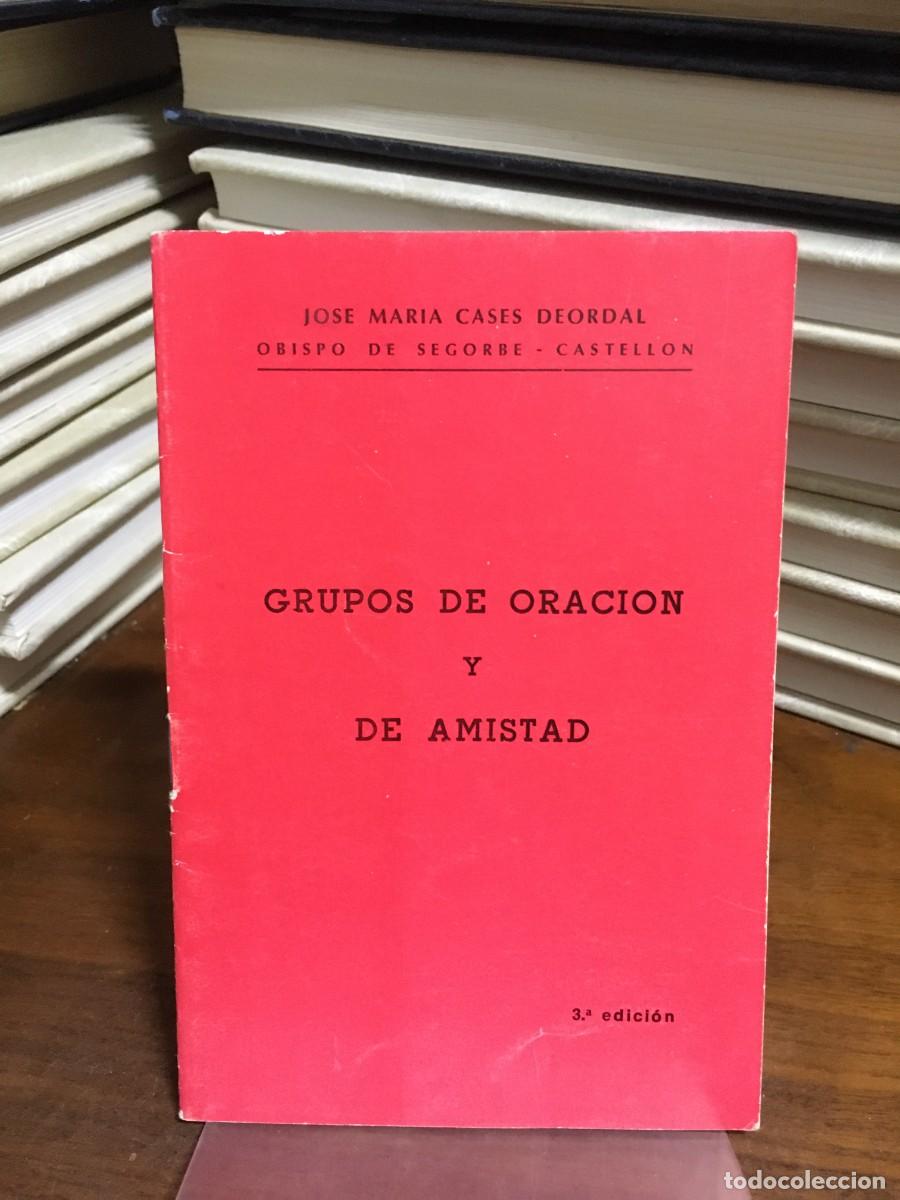 JOSE MARIA CASES DEORDAL
OBISPO DE SEGORBE - CASTELLON
GRUPOS DE ORACION
Y
DE AMISTAD
3.ª edición
todocoleccion